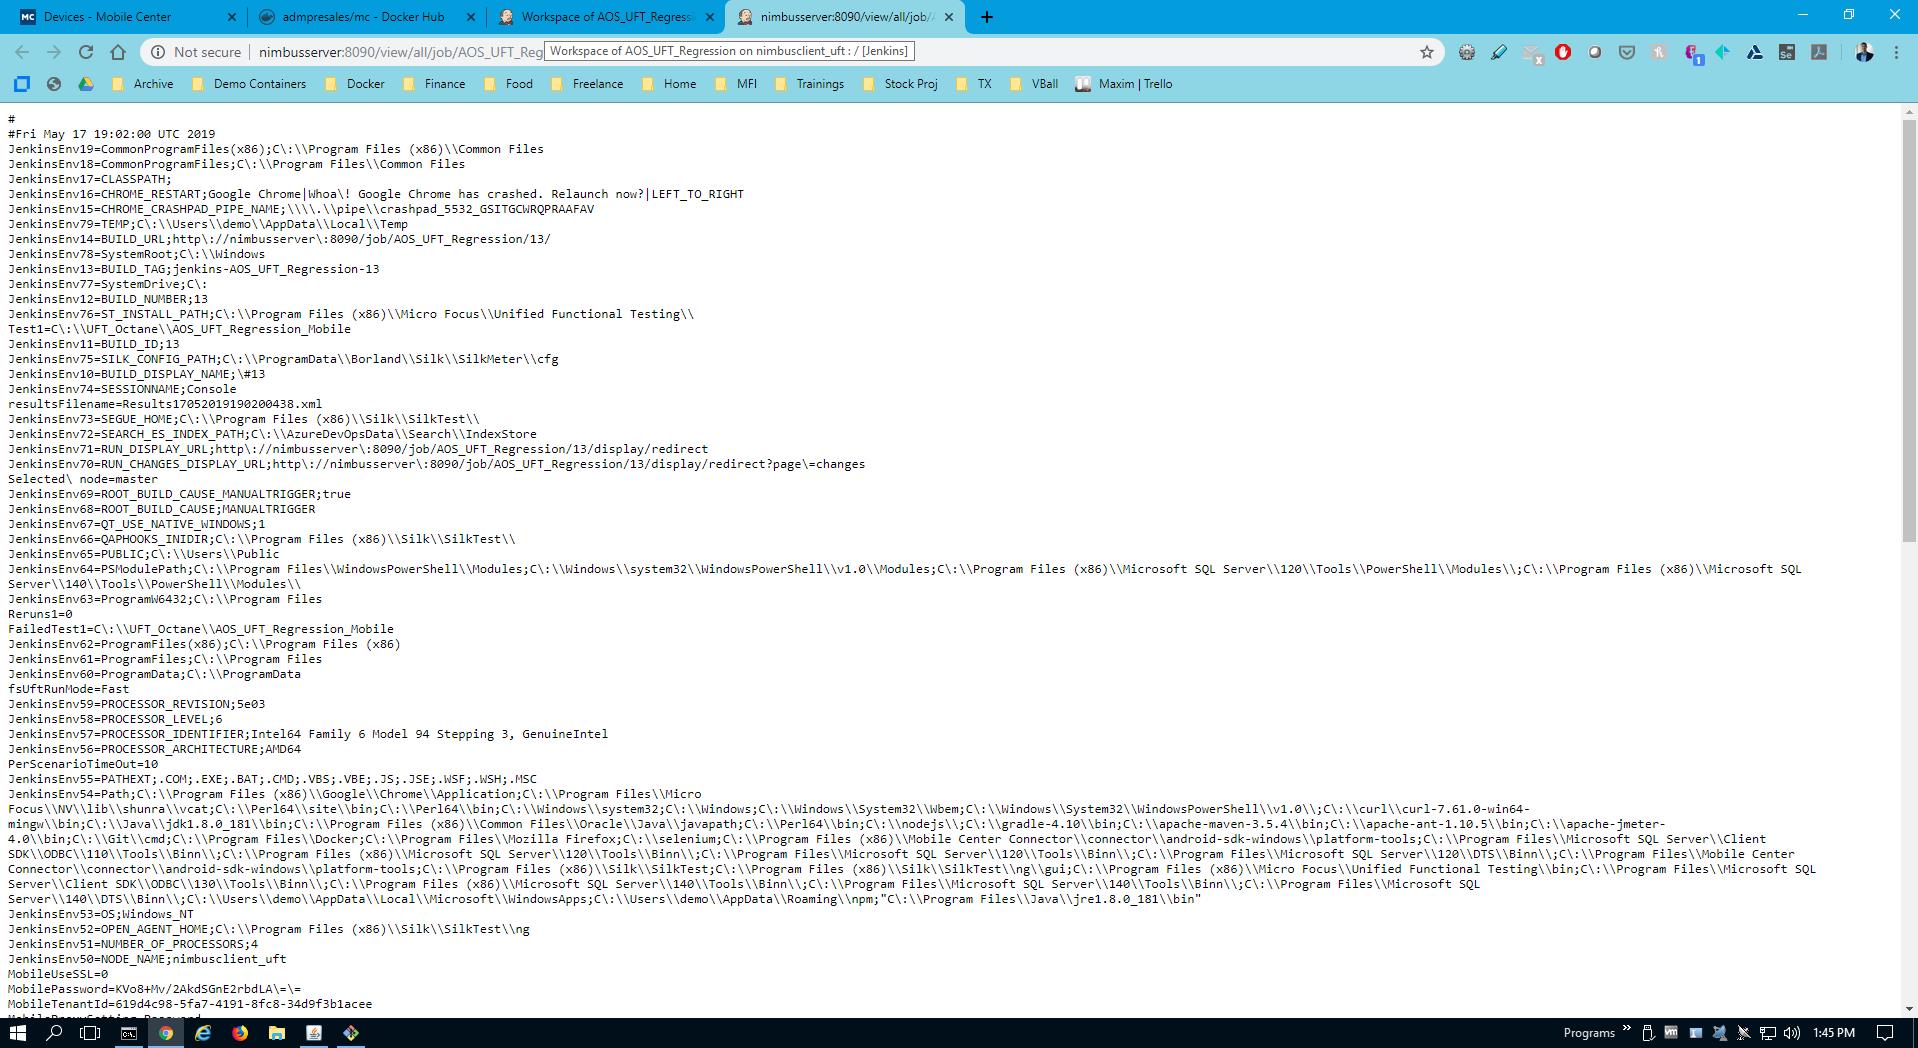 Devices - Mobile Center
admpresales/mc - Docker Hub
Workspace of AOS_UFT_Regressi
nimbusserver:8090/view/all/job/A
Not secure
nimbusserver:8090/view/all/job/AOS_UFT_Reg
Workspace of AOS_UFT_Regression on nimbusclient_uft : / [Jenkins]
Archive
Demo Containers
Docker
Finance
Food
Freelance
Home
MFI
Trainings
Stock Proj
TX
VBall
Maxim | Trello
#
#Fri May 17 19:02:00 UTC 2019
JenkinsEnv19=CommonProgramFiles(x86);C\:\\Program Files (x86)\\Common Files
JenkinsEnv18=CommonProgramFiles;C\:\\Program Files\\Common Files
JenkinsEnv17=CLASSPATH;
JenkinsEnv16=CHROME_RESTART;Google Chrome|Whoa\! Google Chrome has crashed. Relaunch now?|LEFT_TO_RIGHT
JenkinsEnv15=CHROME_CRASHPAD_PIPE_NAME;\\\\.\\pipe\\crashpad_5532_GSITGCWRQPRAAFAV
JenkinsEnv79=TEMP;C\:\\Users\\demo\\AppData\\Local\\Temp
JenkinsEnv14=BUILD_URL;http\://nimbusserver\:8090/job/AOS_UFT_Regression/13/
JenkinsEnv78=SystemRoot;C\:\\Windows
JenkinsEnv13=BUILD_TAG;jenkins-AOS_UFT_Regression-13
JenkinsEnv77=SystemDrive;C\:
JenkinsEnv12=BUILD_NUMBER;13
JenkinsEnv76=ST_INSTALL_PATH;C\:\\Program Files (x86)\\Micro Focus\\Unified Functional Testing\\
Test1=C\:\\UFT_Octane\\AOS_UFT_Regression_Mobile
JenkinsEnv11=BUILD_ID;13
JenkinsEnv75=SILK_CONFIG_PATH;C\:\\ProgramData\\Borland\\Silk\\SilkMeter\\cfg
JenkinsEnv10=BUILD_DISPLAY_NAME;\#13
JenkinsEnv74=SESSIONNAME;Console
resultsFilename=Results17052019190200438.xml
JenkinsEnv73=SEGUE_HOME;C\:\\Program Files (x86)\\Silk\\SilkTest\\
JenkinsEnv72=SEARCH_ES_INDEX_PATH;C\:\\AzureDevOpsData\\Search\\IndexStore
JenkinsEnv71=RUN_DISPLAY_URL;http\://nimbusserver\:8090/job/AOS_UFT_Regression/13/display/redirect
JenkinsEnv70=RUN_CHANGES_DISPLAY_URL;http\://nimbusserver\:8090/job/AOS_UFT_Regression/13/display/redirect?page\=changes
Selected\ node=master
JenkinsEnv69=ROOT_BUILD_CAUSE_MANUALTRIGGER;true
JenkinsEnv68=ROOT_BUILD_CAUSE;MANUALTRIGGER
JenkinsEnv67=QT_USE_NATIVE_WINDOWS;1
JenkinsEnv66=QAPHOOKS_INIDIR;C\:\\Program Files (x86)\\Silk\\SilkTest\\
JenkinsEnv65=PUBLIC;C\:\\Users\\Public
JenkinsEnv64=PSModulePath;C\:\\Program Files\\WindowsPowerShell\\Modules;C\:\\Windows\\system32\\WindowsPowerShell\\v1.0\\Modules;C\:\\Program Files (x86)\\Microsoft SQL Server\\120\\Tools\\PowerShell\\Modules\\;C\:\\Program Files (x86)\\Microsoft SQL
Server\\140\\Tools\\PowerShell\\Modules\\
JenkinsEnv63=ProgramW6432;C\:\\Program Files
Reruns1=0
FailedTest1=C\:\\UFT_Octane\\AOS_UFT_Regression_Mobile
JenkinsEnv62=ProgramFiles(x86);C\:\\Program Files (x86)
JenkinsEnv61=ProgramFiles;C\:\\Program Files
JenkinsEnv60=ProgramData;C\:\\ProgramData
fsUftRunMode=Fast
JenkinsEnv59=PROCESSOR_REVISION;5e03
JenkinsEnv58=PROCESSOR_LEVEL;6
JenkinsEnv57=PROCESSOR_IDENTIFIER;Intel64 Family 6 Model 94 Stepping 3, GenuineIntel
JenkinsEnv56=PROCESSOR_ARCHITECTURE;AMD64
PerScenarioTimeOut=10
JenkinsEnv55=PATHEXT;.COM;.EXE;.BAT;.CMD;.VBS;.VBE;.JS;.JSE;.WSF;.WSH;.MSC
JenkinsEnv54=Path;C\:\\Program Files (x86)\\Google\\Chrome\\Application;C\:\\Program Files\\Micro
Focus\\NV\\lib\\shunra\\vcat;C\:\\Perl64\\site\\bin;C\:\\Perl64\\bin;C\:\\Windows\\system32;C\:\\Windows;C\:\\Windows\\System32\\Wbem;C\:\\Windows\\System32\\WindowsPowerShell\\v1.0\\;C\:\\curl\\curl-7.61.0-win64-
mingw\\bin;C\:\\Java\\jdk1.8.0_181\\bin;C\:\\Program Files (x86)\\Common Files\\Oracle\\Java\\javapath;C\:\\Perl64\\bin;C\:\\nodejs\\;C\:\\gradle-4.10\\bin;C\:\\apache-maven-3.5.4\\bin;C\:\\apache-ant-1.10.5\\bin;C\:\\apache-jmeter-
4.0\\bin;C\:\\Git\\cmd;C\:\\Program Files\\Docker;C\:\\Program Files\\Mozilla Firefox;C\:\\selenium;C\:\\Program Files (x86)\\Mobile Center Connector\\connector\\android-sdk-windows\\platform-tools;C\:\\Program Files\\Microsoft SQL Server\\Client
SDK\\ODBC\\110\\Tools\\Binn\\;C\:\\Program Files (x86)\\Microsoft SQL Server\\120\\Tools\\Binn\\;C\:\\Program Files\\Microsoft SQL Server\\120\\Tools\\Binn\\;C\:\\Program Files\\Microsoft SQL Server\\120\\DTS\\Binn\\;C\:\\Program Files\\Mobile Center
Connector\\connector\\android-sdk-windows\\platform-tools;C\:\\Program Files (x86)\\Silk\\SilkTest;C\:\\Program Files (x86)\\Silk\\SilkTest\\ng\\gui;C\:\\Program Files (x86)\\Micro Focus\\Unified Functional Testing\\bin;C\:\\Program Files\\Microsoft SQL
Server\\Client SDK\\ODBC\\130\\Tools\\Binn\\;C\:\\Program Files (x86)\\Microsoft SQL Server\\140\\Tools\\Binn\\;C\:\\Program Files\\Microsoft SQL Server\\140\\Tools\\Binn\\;C\:\\Program Files\\Microsoft SQL
Server\\140\\DTS\\Binn\\;C\:\\Users\\demo\\AppData\\Local\\Microsoft\\WindowsApps;C\:\\Users\\demo\\AppData\\Roaming\\npm;"C\:\\Program Files\\Java\\jre1.8.0_181\\bin"
JenkinsEnv53=OS;Windows_NT
JenkinsEnv52=OPEN_AGENT_HOME;C\:\\Program Files (x86)\\Silk\\SilkTest\\ng
JenkinsEnv51=NUMBER_OF_PROCESSORS;4
JenkinsEnv50=NODE_NAME;nimbusclient_uft
MobileUseSSL=0
MobilePassword=KVo8+Mv/2AkdSGnE2rbdLA\=\=
MobileTenantId=619d4c98-5fa7-4191-8fc8-34d9f3b1acee
Programs
1:45 PM